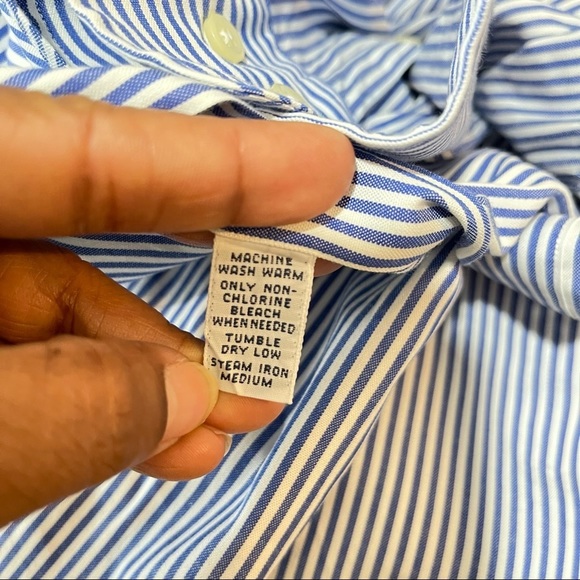 MACHINE
WASH WARM
ONLY NON-
CHLORINE
BLEACH
WHEN NEEDED
TUMBLE
DRY LOW
STEAM IRON
MEDIUM